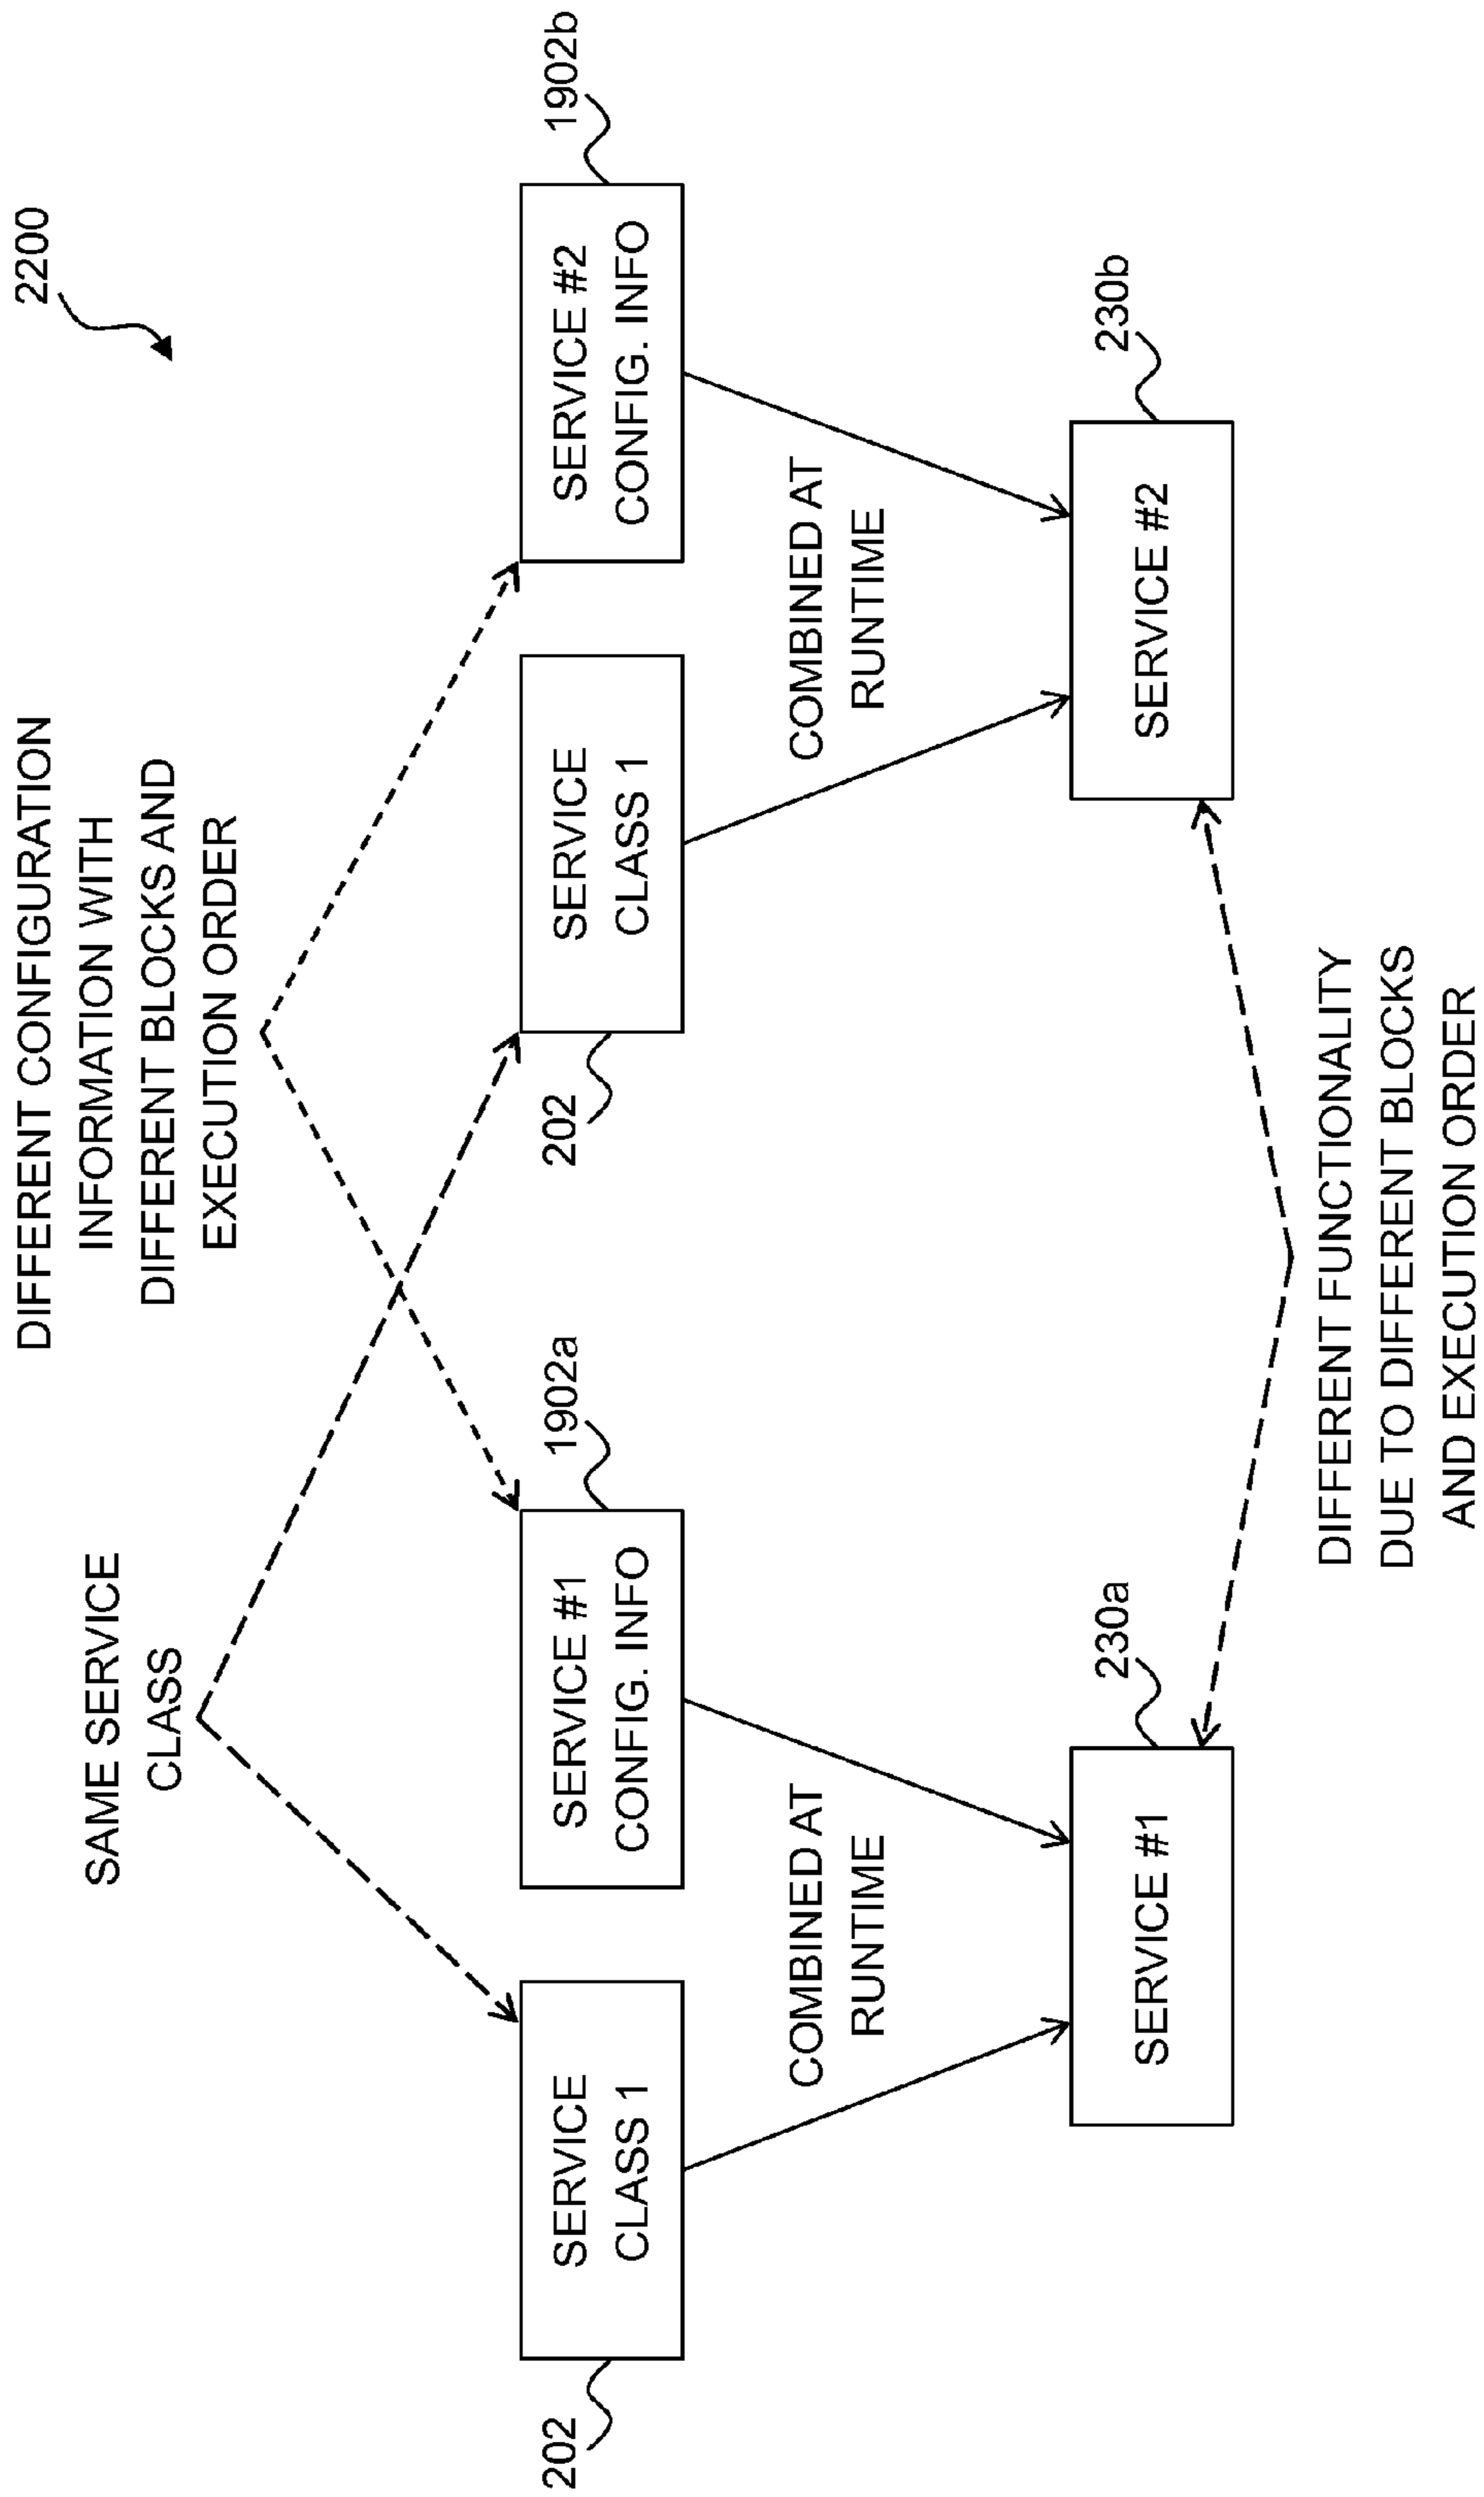 2200
DIFFERENT CONFIGURATION
INFORMATION WITH
DIFFERENT BLOCKS AND
EXECUTION ORDER
SAME SERVICE
CLASS
202
SERVICE
CLASS 1
1902a
SERVICE #1
CONFIG. INFO
202
SERVICE
CLASS 1
1902b
SERVICE #2
CONFIG. INFO
COMBINED AT
RUNTIME
COMBINED AT
RUNTIME
230a
SERVICE #1
230b
SERVICE #2
DIFFERENT FUNCTIONALITY
DUE TO DIFFERENT BLOCKS
AND EXECUTION ORDER